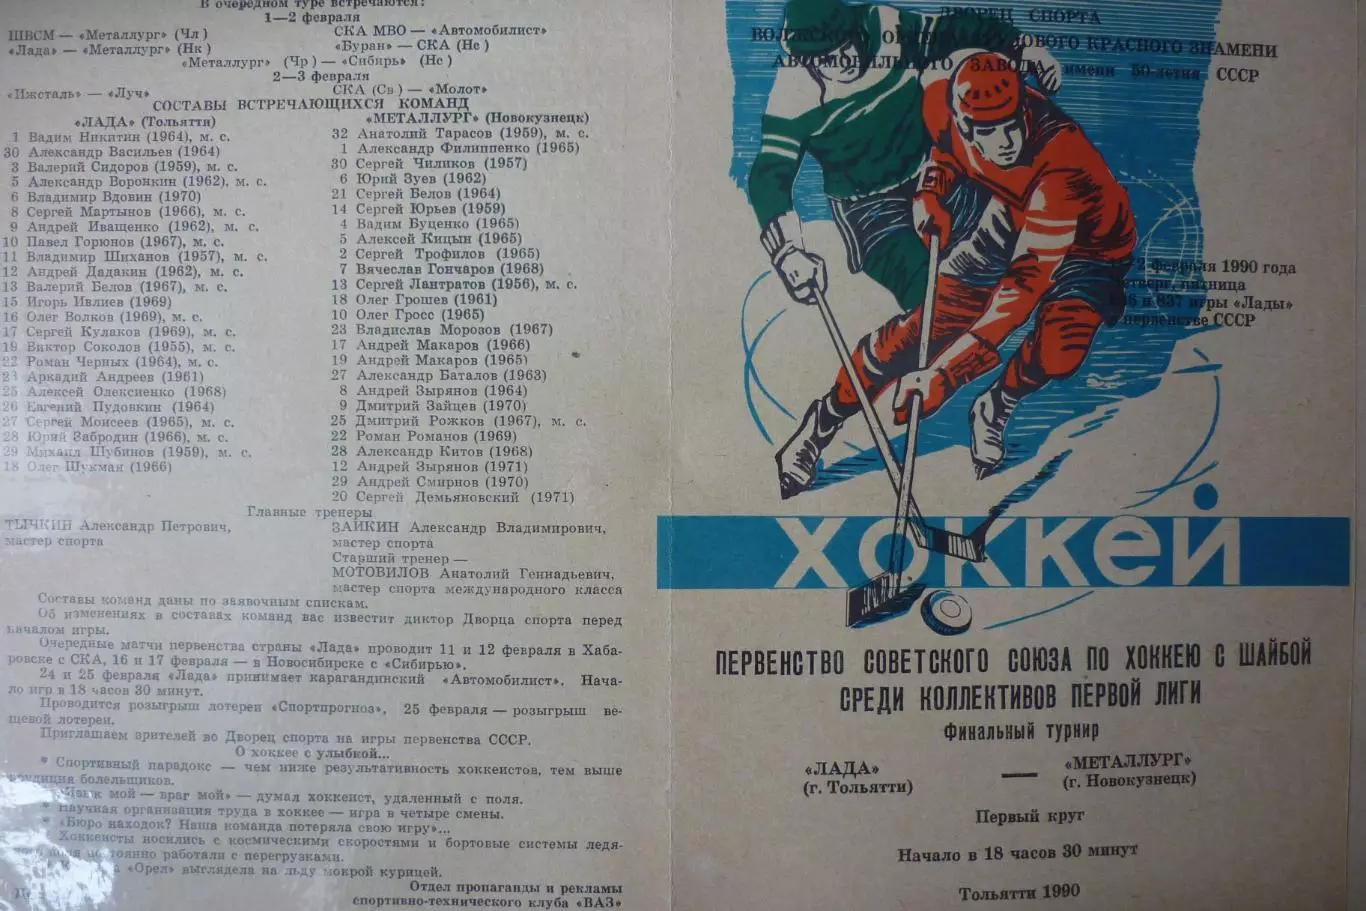 В очередном туре встречаются:
1—2 февраля
ШВСМ — «Металлург» (Чл)
«Лада» — «Металлург» (Нк)
СКА МВО — «Автомобилист»
«Буран» — СКА (Нс)
«Металлург» (Чр) — «Сибирь» (Нс)
2—3 февраля
«Ижсталь» — «Луч»
СКА (Св) — «Молот»
СОСТАВЫ ВСТРЕЧАЮЩИХСЯ КОМАНД
«ЛАДА» (Тольятти)
1 Вадим Никитин (1964), м. с.
30 Александр Васильев (1964)
3 Валерий Сидоров (1959), м. с.
5 Александр Воронкин (1962), м. с.
6 Владимир Вдовин (1970)
8 Сергей Мартынов (1966), м. с.
9 Андрей Иващенко (1962), м. с.
10 Павел Горюнов (1967), м. с.
11 Владимир Шиханов (1957), м. с.
12 Андрей Дадакин (1962), м. с.
13 Валерий Белов (1967), м. с.
15 Игорь Ивлиев (1969)
16 Олег Волков (1969), м. с.
17 Сергей Кулаков (1969), м. с.
19 Виктор Соколов (1955), м. с.
22 Роман Черных (1964), м. с.
23 Аркадий Андреев (1961)
25 Алексей Олексиенко (1968)
26 Евгений Пудовкин (1964)
27 Сергей Моисеев (1965), м. с.
28 Юрий Забродин (1966), м. с.
29 Михаил Шубинов (1959), м. с.
18 Олег Шукман (1966)
«МЕТАЛЛУРГ» (Новокузнецк)
32 Анатолий Тарасов (1959), м. с.
1 Александр Филиппенко (1965)
30 Сергей Чиликов (1957)
6 Юрий Зуев (1962)
21 Сергей Белов (1964)
14 Сергей Юрьев (1959)
4 Вадим Буценко (1965)
5 Алексей Кицын (1965)
2 Сергей Трофилов (1965)
7 Вячеслав Гончаров (1968)
13 Сергей Лантратов (1956), м. с.
18 Олег Грошев (1961)
10 Олег Гросс (1965)
23 Владислав Морозов (1967)
17 Андрей Макаров (1966)
19 Андрей Макаров (1965)
27 Александр Баталов (1963)
8 Андрей Зырянов (1964)
9 Дмитрий Зайцев (1970)
25 Дмитрий Рожков (1967), м. с.
22 Роман Романов (1969)
28 Александр Китов (1968)
12 Андрей Зырянов (1971)
29 Андрей Смирнов (1970)
20 Сергей Демьяновский (1971)
Главные тренеры
ТЫЧКИН Александр Петрович,
мастер спорта
ЗАИКИН Александр Владимирович,
мастер спорта
Старший тренер —
МОТОВИЛОВ Анатолий Геннадьевич,
мастер спорта международного класса
Составы команд даны по заявочным спискам.
Об изменениях в составах команд вас известит диктор Дворца спорта перед
началом игры.
Очередные матчи первенства страны «Лада» проводит 11 и 12 февраля в Хаба-
ровске с СКА, 16 и 17 февраля — в Новосибирске с «Сибирью».
24 и 25 февраля «Лада» принимает карагандинский «Автомобилист». Нача-
ло игр в 18 часов 30 минут.
Проводится розыгрыш лотереи «Спортпрогноз», 25 февраля — розыгрыш ве-
щевой лотереи.
Приглашаем зрителей во Дворец спорта на игры первенства СССР.
О хоккее с улыбкой...
* Спортивный парадокс — чем ниже результативность хоккеистов, тем выше
эрудиция болельщиков.
* «Язык мой — враг мой» — думал хоккеист, удаленный с поля.
* Научная организация труда в хоккее — игра в четыре смены.
* «Бюро находок? Наша команда потеряла свою игру»...
Хоккеисты носились с космическими скоростями и бортовые системы ледя-
постоянно работали с перегрузками.
«Орел» выглядела на льду мокрой курицей.
Отдел пропаганды и рекламы
спортивно-технического клуба «ВАЗ»
ДВОРЕЦ СПОРТА
ВОЛЖСКОГО ОРДЕНА ТРУДОВОГО КРАСНОГО ЗНАМЕНИ
АВТОМОБИЛЬНОГО ЗАВОДА имени 50-летия СССР
2 февраля 1990 года
Четверг, пятница
836 и 837 игры «Лады»
в первенстве СССР
ХОККЕЙ
ПЕРВЕНСТВО СОВЕТСКОГО СОЮЗА ПО ХОККЕЮ С ШАЙБОЙ
СРЕДИ КОЛЛЕКТИВОВ ПЕРВОЙ ЛИГИ
Финальный турнир
«ЛАДА» — «МЕТАЛЛУРГ»
(г. Тольятти) (г. Новокузнецк)
Первый круг
Начало в 18 часов 30 минут
Тольятти 1990